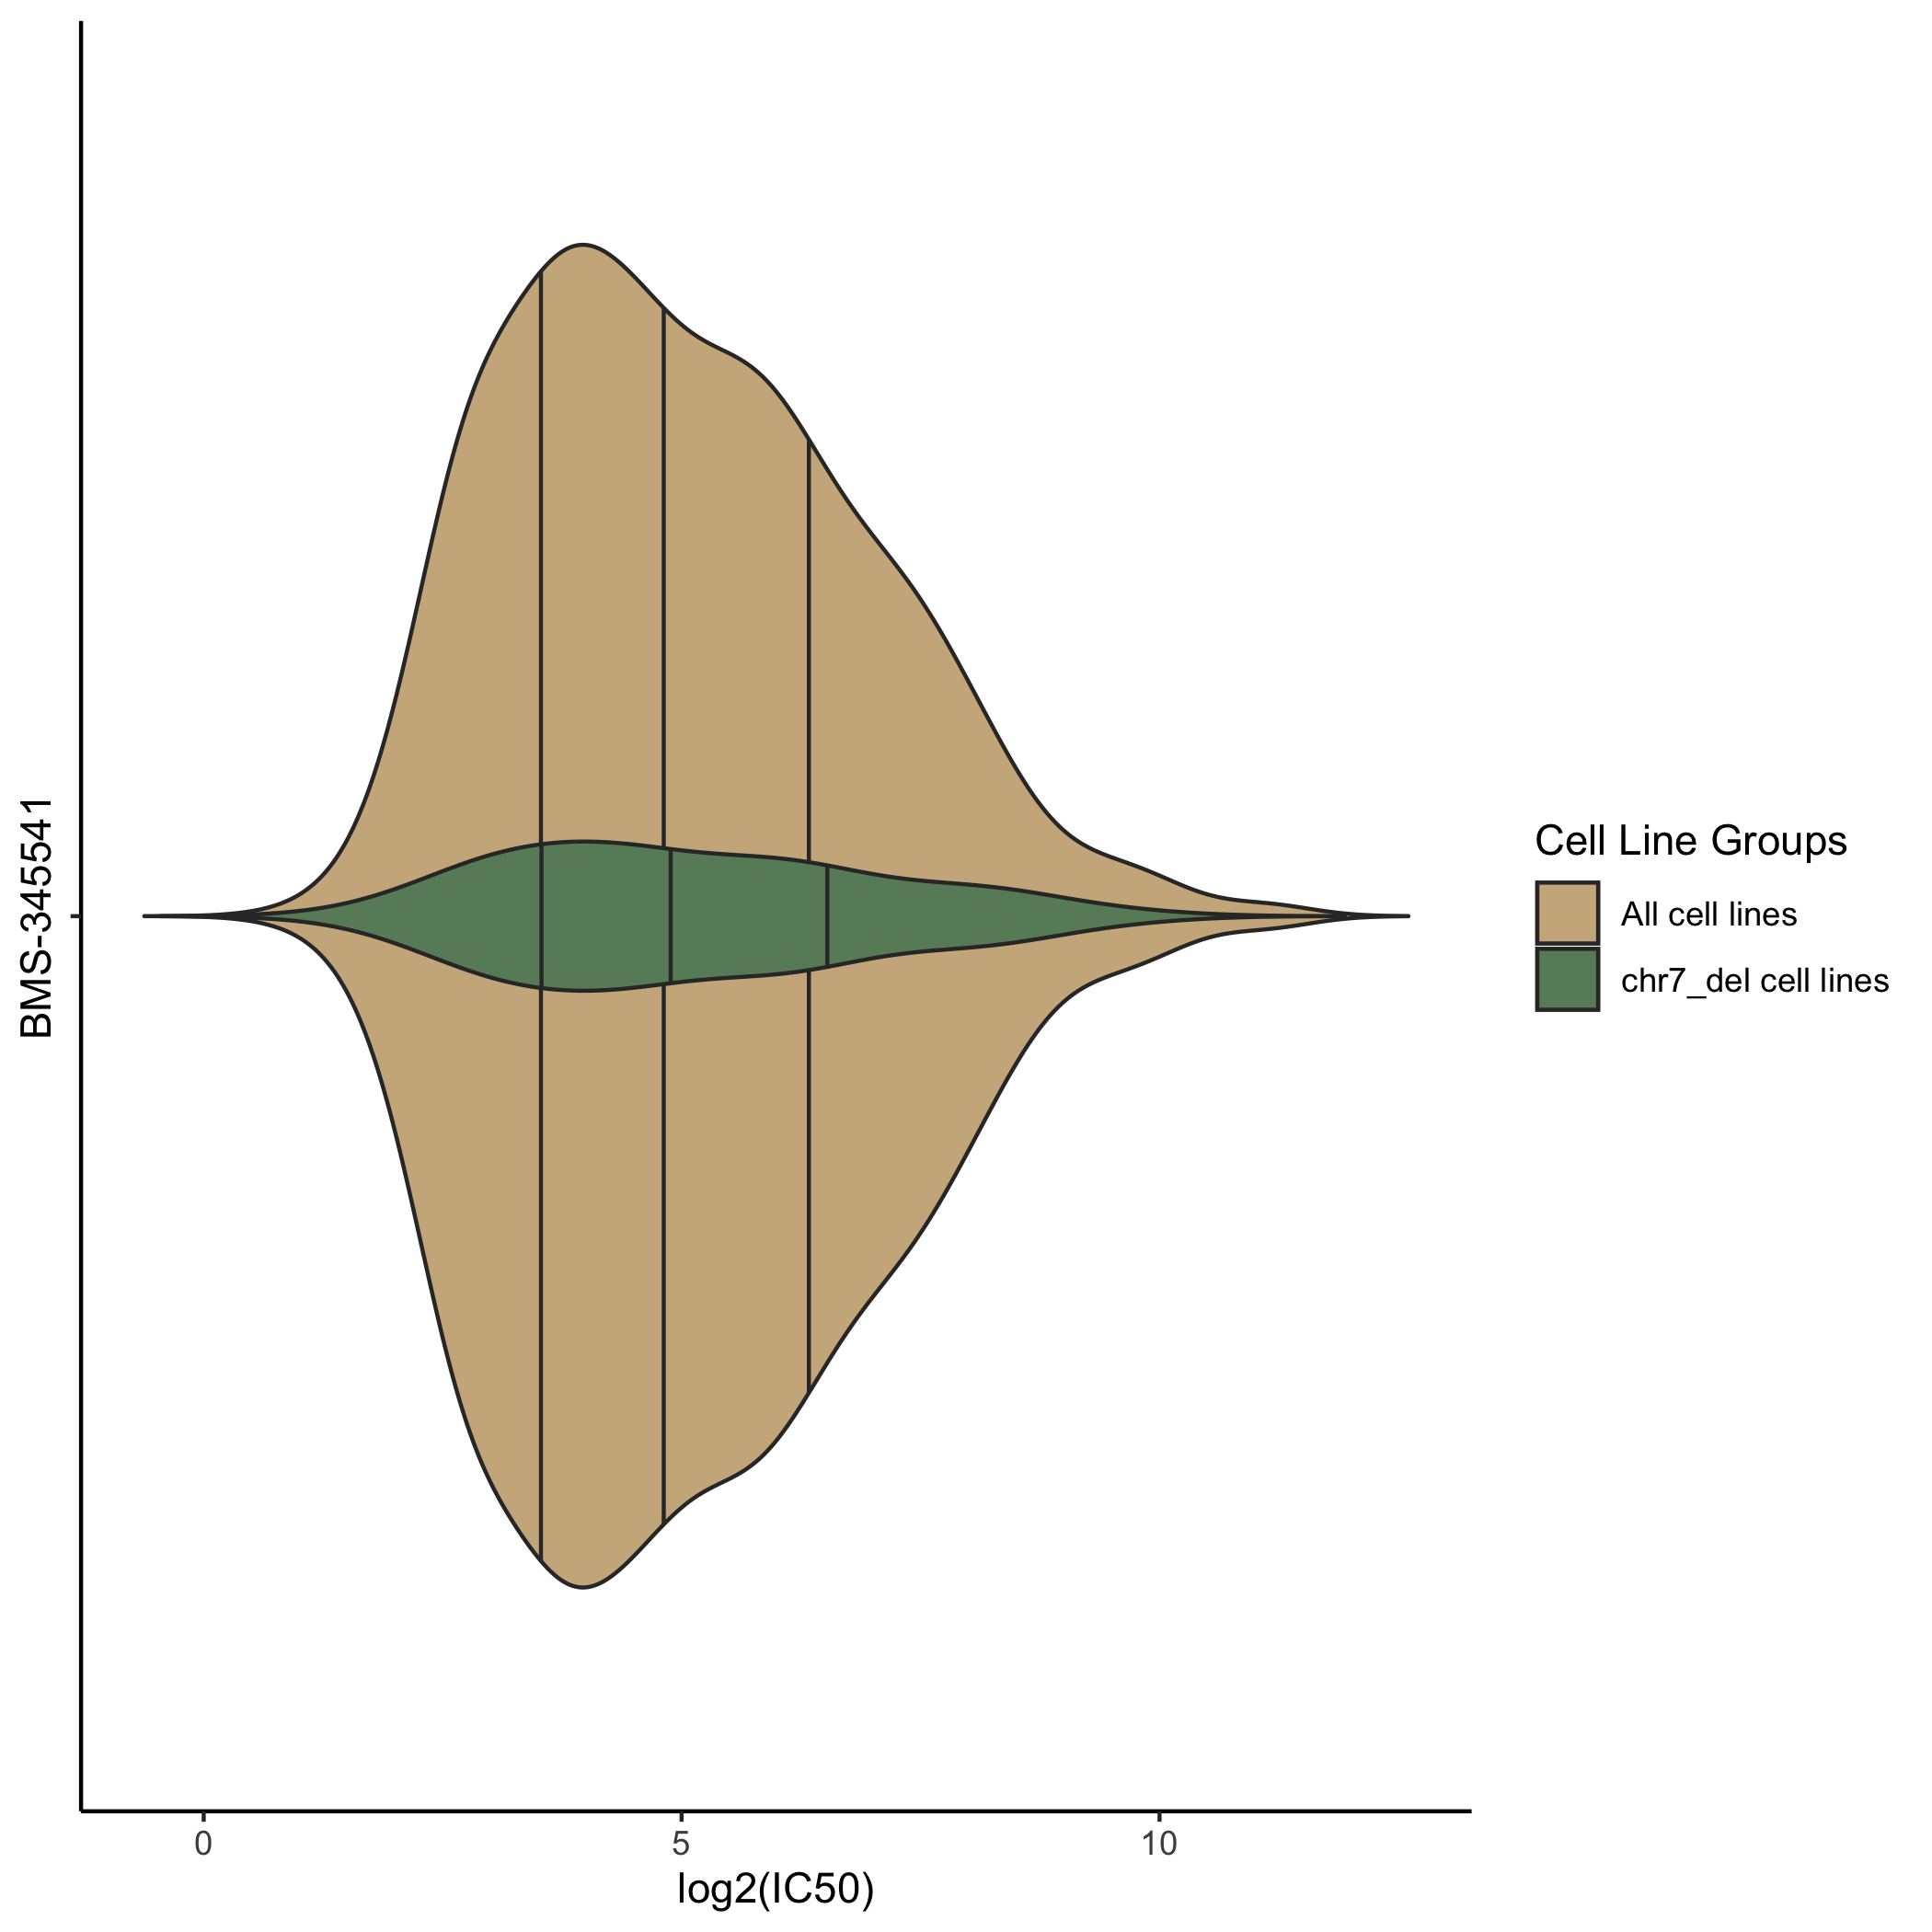 BMS-345541
0
5
10
log2(IC50)
Cell Line Groups
All cell lines
chr7_del cell lines